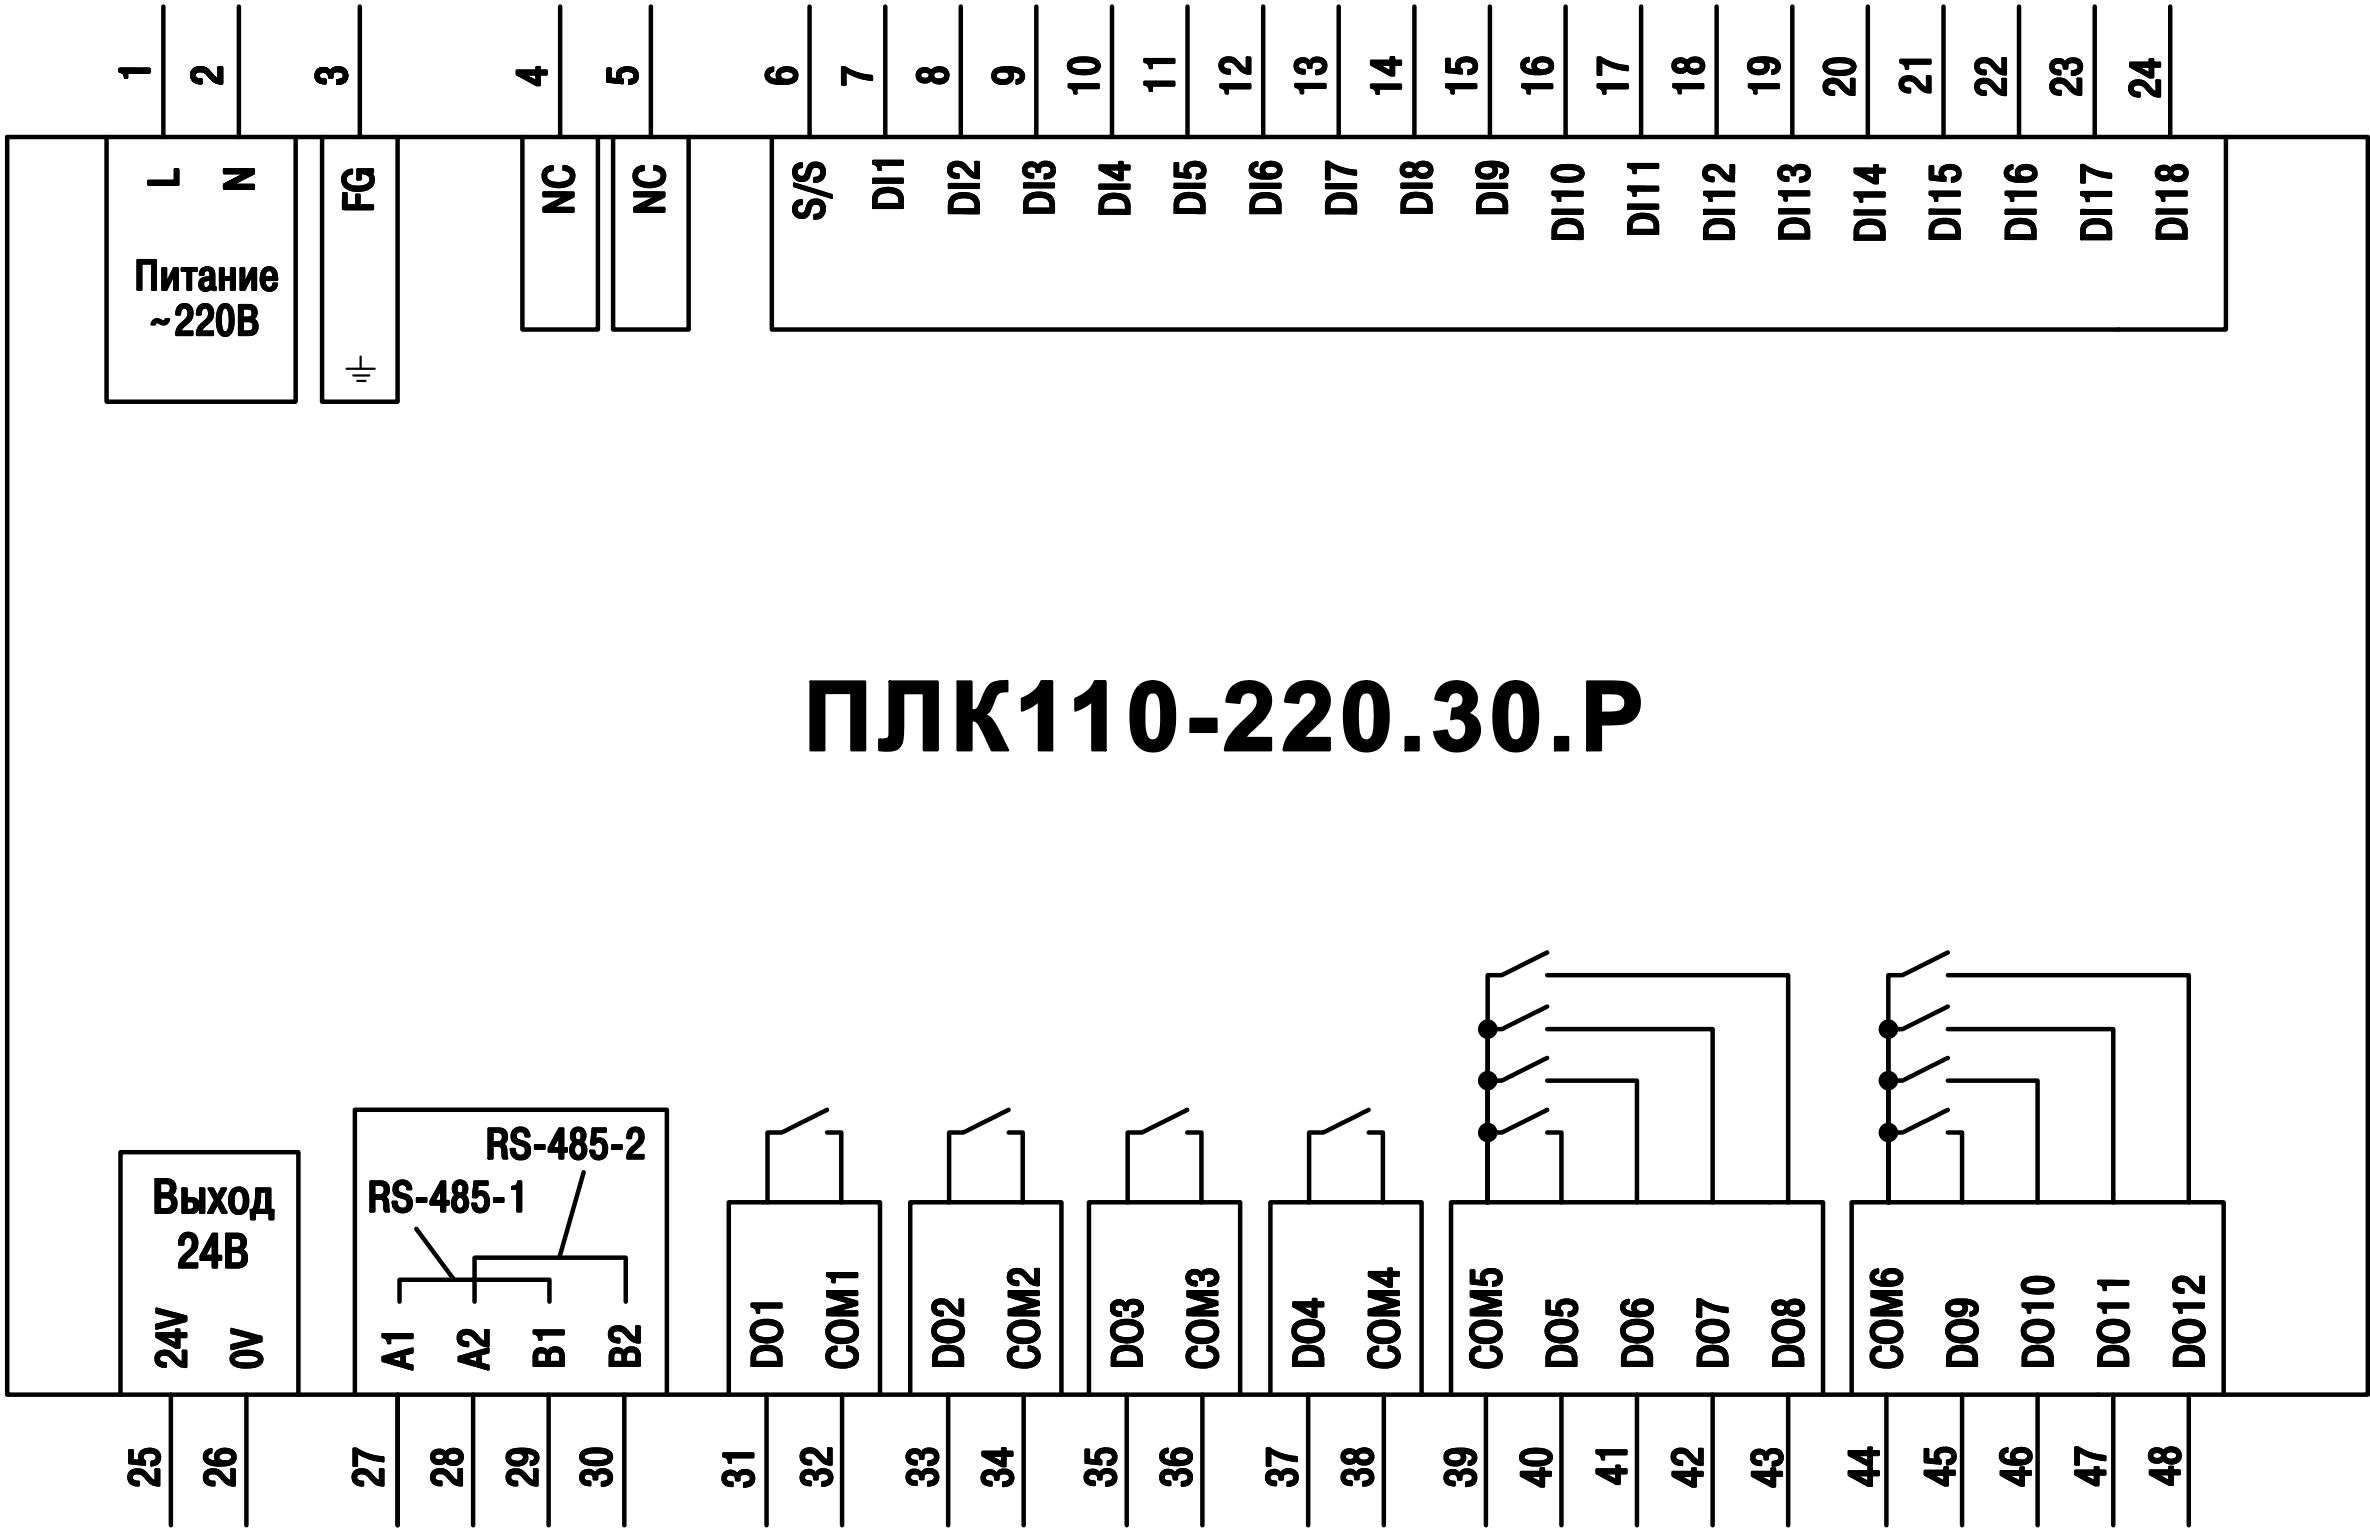 1 2 3 4 5 6 7 8 9 10 11 12 13 14 15 16 17 18 19 20 21 22 23 24
L N FG NC NC S/S DI1 DI2 DI3 DI4 DI5 DI6 DI7 DI8 DI9 DI10 DI11 DI12 DI13 DI14 DI15 DI16 DI17 DI18
Питание
~220В
ПЛК110-220.30.Р
Выход
24В
RS-485-2
RS-485-1
24V 0V A1 A2 B1 B2 DO1 COM1 DO2 COM2 DO3 COM3 DO4 COM4 COM5 DO5 DO6 DO7 DO8 COM6 DO9 DO10 DO11 DO12
25 26 27 28 29 30 31 32 33 34 35 36 37 38 39 40 41 42 43 44 45 46 47 48